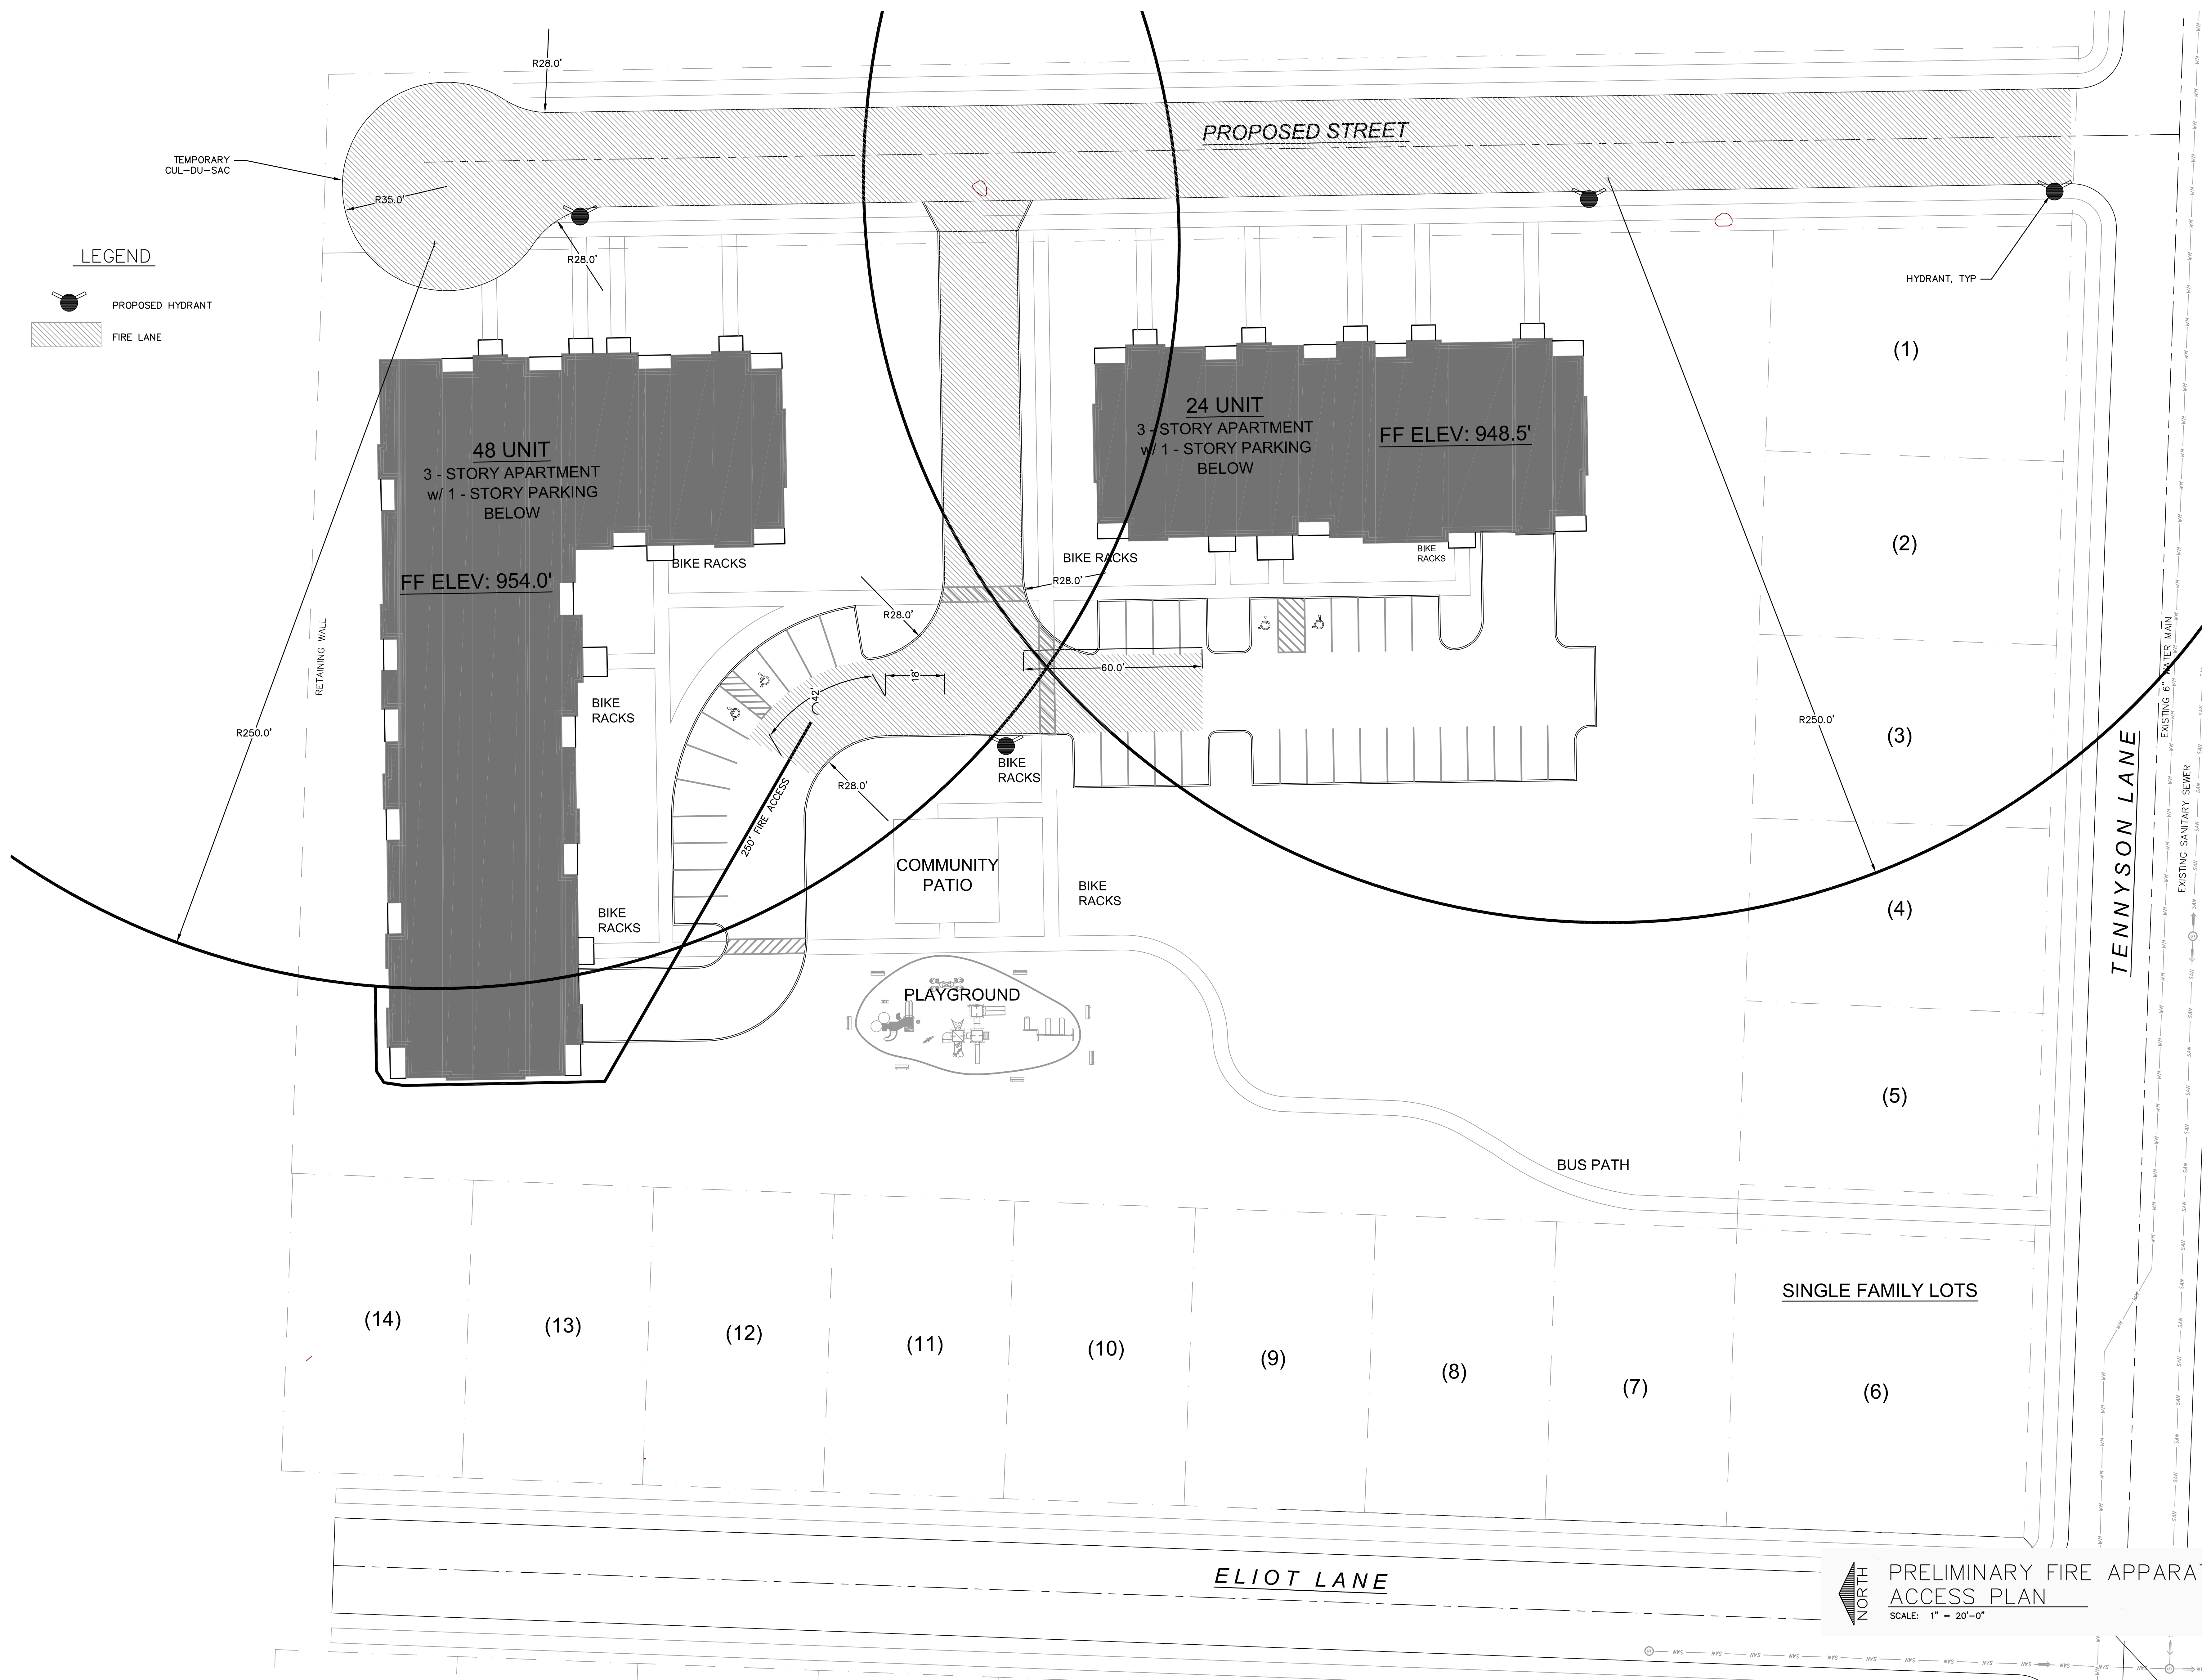 R28.0'
PROPOSED STREET
TEMPORARY
CUL-DU-SAC
R35.0'
LEGEND
PROPOSED HYDRANT
FIRE LANE
R28.0'
HYDRANT, TYP
(1)
48 UNIT
3 - STORY APARTMENT
w/ 1 - STORY PARKING
BELOW
FF ELEV: 954.0'
24 UNIT
3 - STORY APARTMENT
w/ 1 - STORY PARKING
BELOW
FF ELEV: 948.5'
(2)
BIKE RACKS
BIKE RACKS
BIKE
RACKS
R28.0'
R28.0'
RETAINING WALL
18'
42'
60.0'
BIKE
RACKS
R250.0'
R250.0'
(3)
EXISTING 6" WATER MAIN
BIKE
RACKS
R28.0'
250' FIRE ACCESS
TENNYSON LANE
EXISTING SANITARY SEWER
COMMUNITY
PATIO
BIKE
RACKS
BIKE
RACKS
(4)
PLAYGROUND
(5)
BUS PATH
SINGLE FAMILY LOTS
(14)
(13)
(12)
(11)
(10)
(9)
(8)
(7)
(6)
ELIOT LANE
NORTH
PRELIMINARY FIRE APPARAT
ACCESS PLAN
SCALE: 1" = 20'-0"